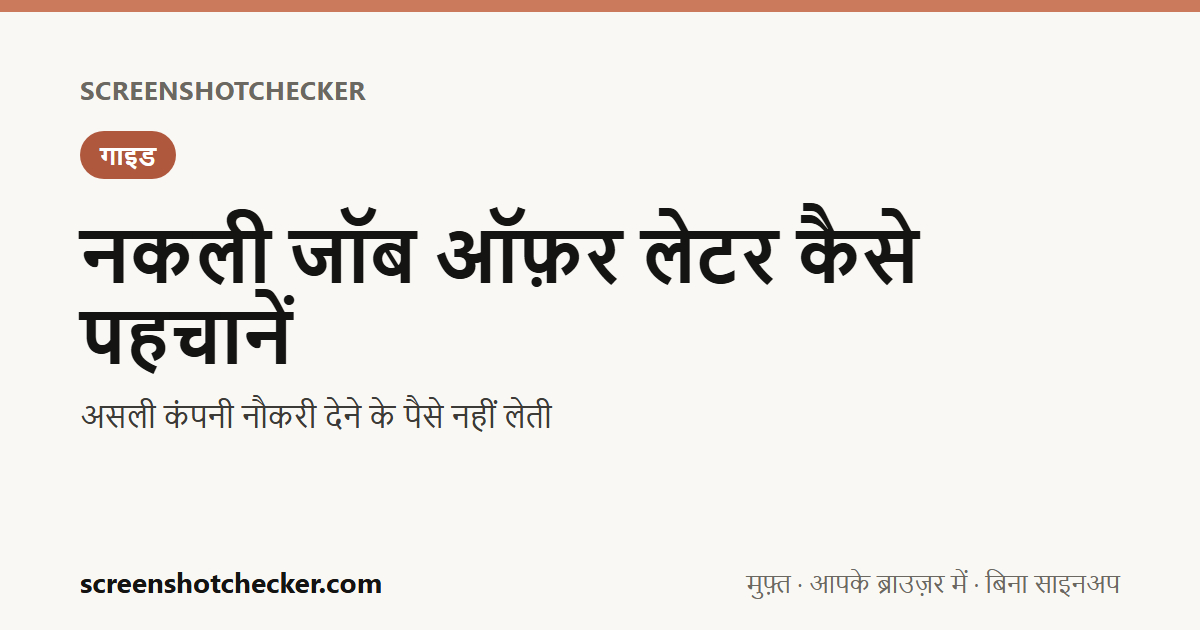 SCREENSHOTCHECKER
गाइड
नकली जॉब ऑफ़र लेटर कैसे
पहचानें
असली कंपनी नौकरी देने के पैसे नहीं लेती
screenshotchecker.com
मुफ़्त · आपके ब्राउज़र में · बिना साइनअप